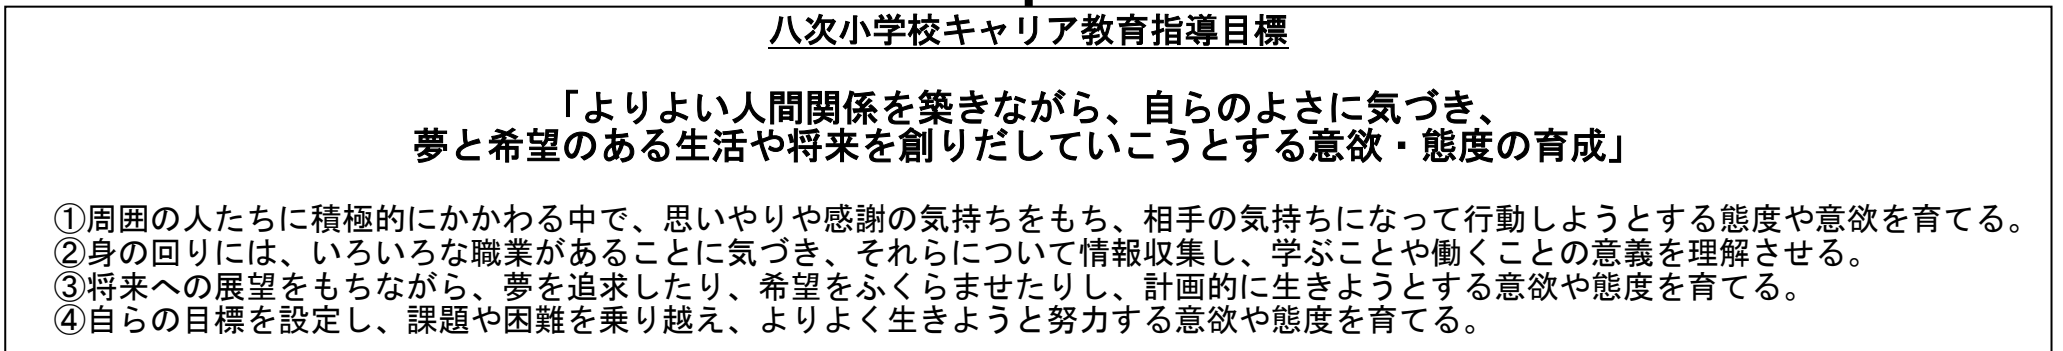 八次小学校キャリア教育指導目標
「よりよい人間関係を築きながら、自らのよさに気づき、
夢と希望のある生活や将来を創りだしていこうとする意欲・態度の育成」
①周囲の人たちに積極的にかかわる中で、思いやりや感謝の気持ちをもち、相手の気持ちになって行動しようとする態度や意欲を育てる。
②身の回りには、いろいろな職業があることに気づき、それらについて情報収集し、学ぶことや働くことの意義を理解させる。
③将来への展望をもちながら、夢を追求したり、希望をふくらませたりし、計画的に生きようとする意欲や態度を育てる。
④自らの目標を設定し、課題や困難を乗り越え、よりよく生きようと努力する意欲や態度を育てる。